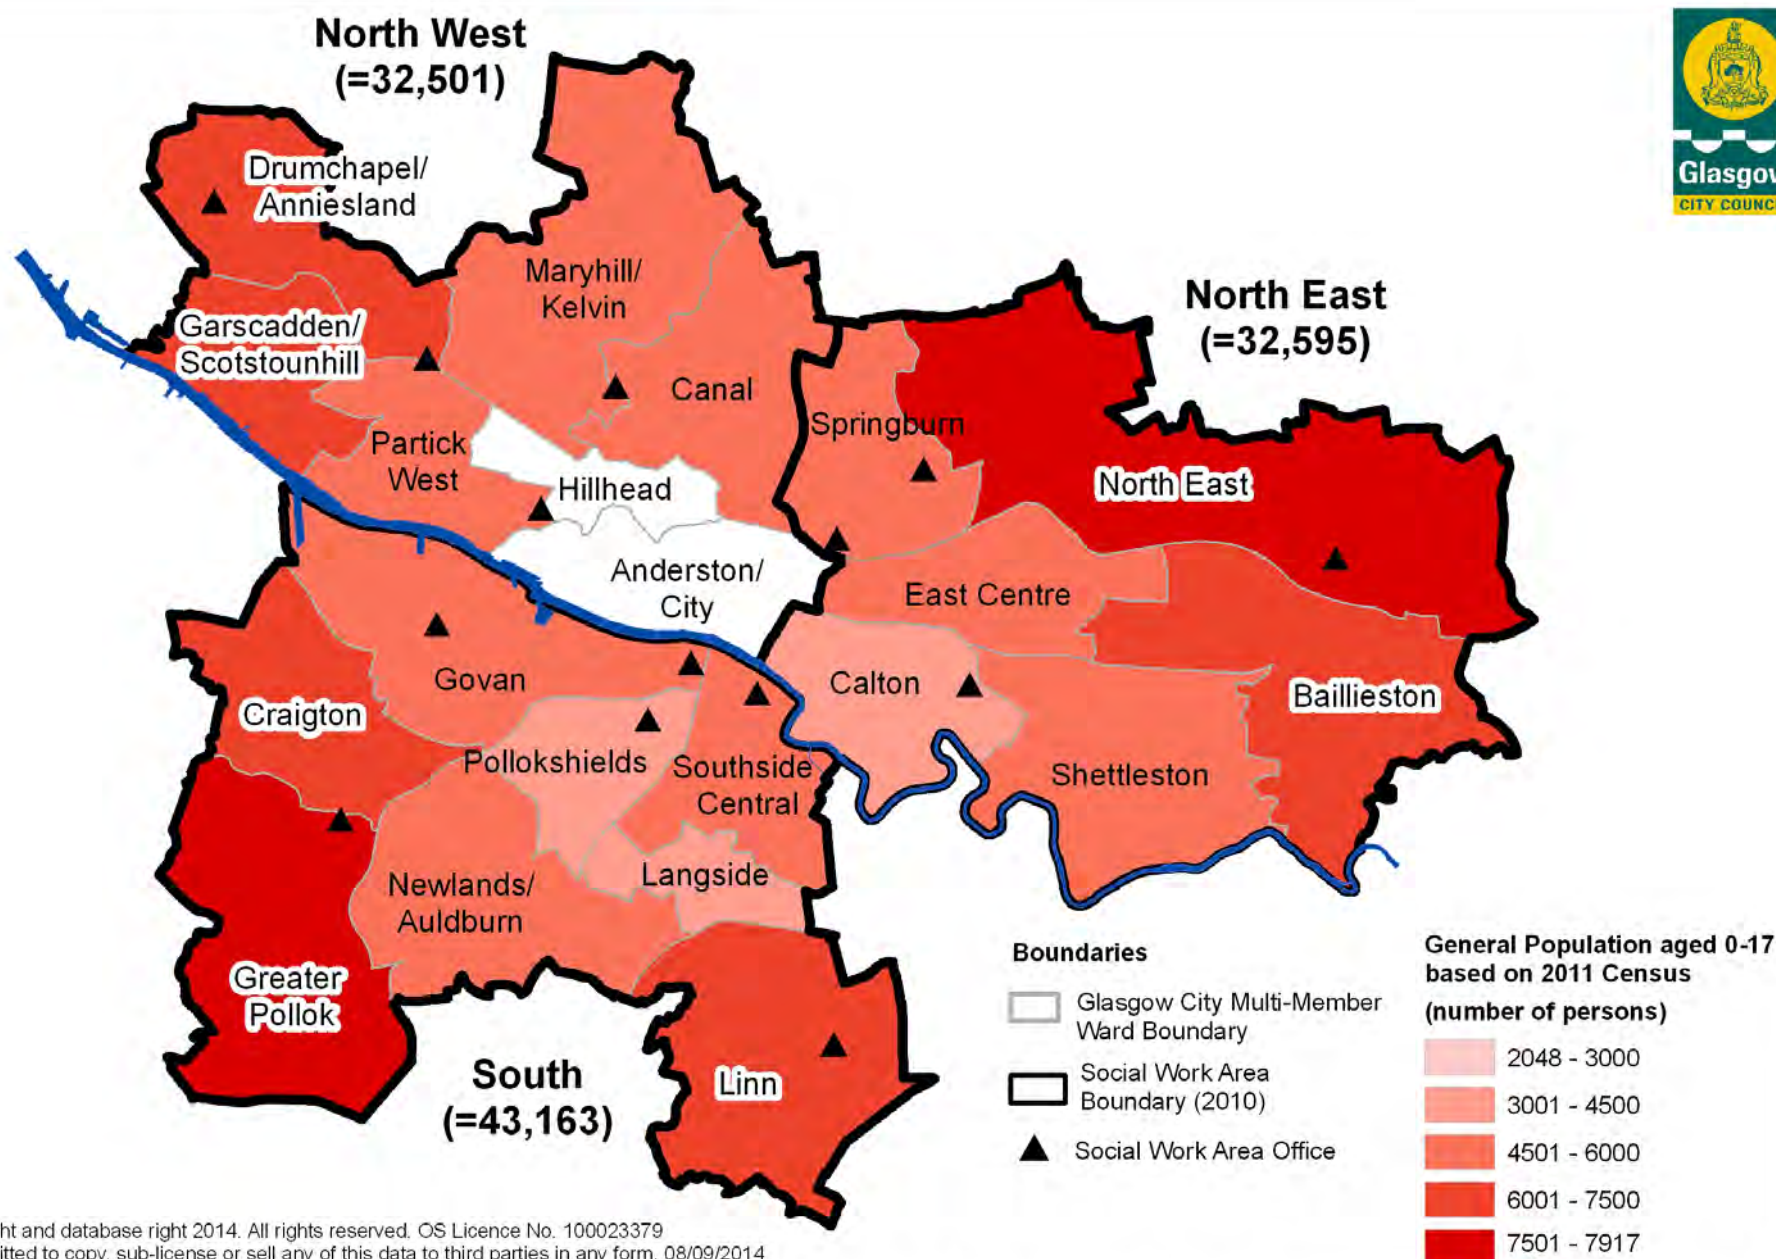 North West
(=32,501)
Drumchapel/
Anniesland
Maryhill/
Kelvin
Garscadden/
Scotstounhill
Canal
Partick
West
Hillhead
Anderston/
City
North East
(=32,595)
Springburn
North East
East Centre
Calton
Baillieston
Shettleston
Govan
Craigton
Pollokshields
Southside
Central
Langside
Newlands/
Auldburn
Greater
Pollok
Linn
South
(=43,163)
Glasgow
CITY COUNC
Boundaries
Glasgow City Multi-Member
Ward Boundary
Social Work Area
Boundary (2010)
Social Work Area Office
General Population aged 0-17
based on 2011 Census
(number of persons)
2048 - 3000
3001 - 4500
4501 - 6000
6001 - 7500
7501 - 7917
ht and database right 2014. All rights reserved. OS Licence No. 100023379
itted to copy, sub-license or sell any of this data to third parties in any form. 08/09/2014